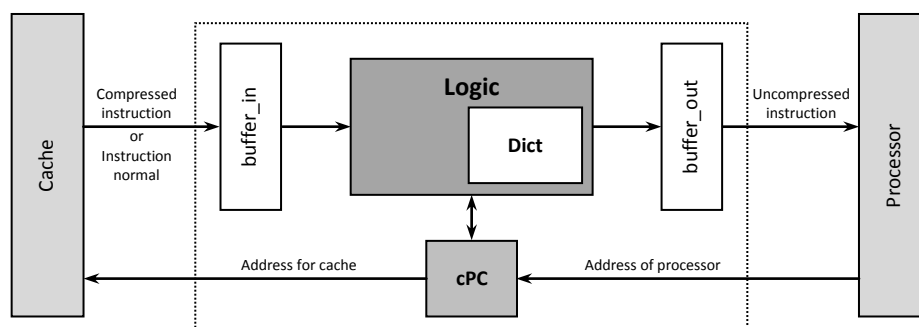 Cache
Compressed
instruction
or
Instruction
normal
buffer_in
Logic
Dict
buffer_out
Uncompressed
instruction
Processor
Address for cache
cPC
Address of processor